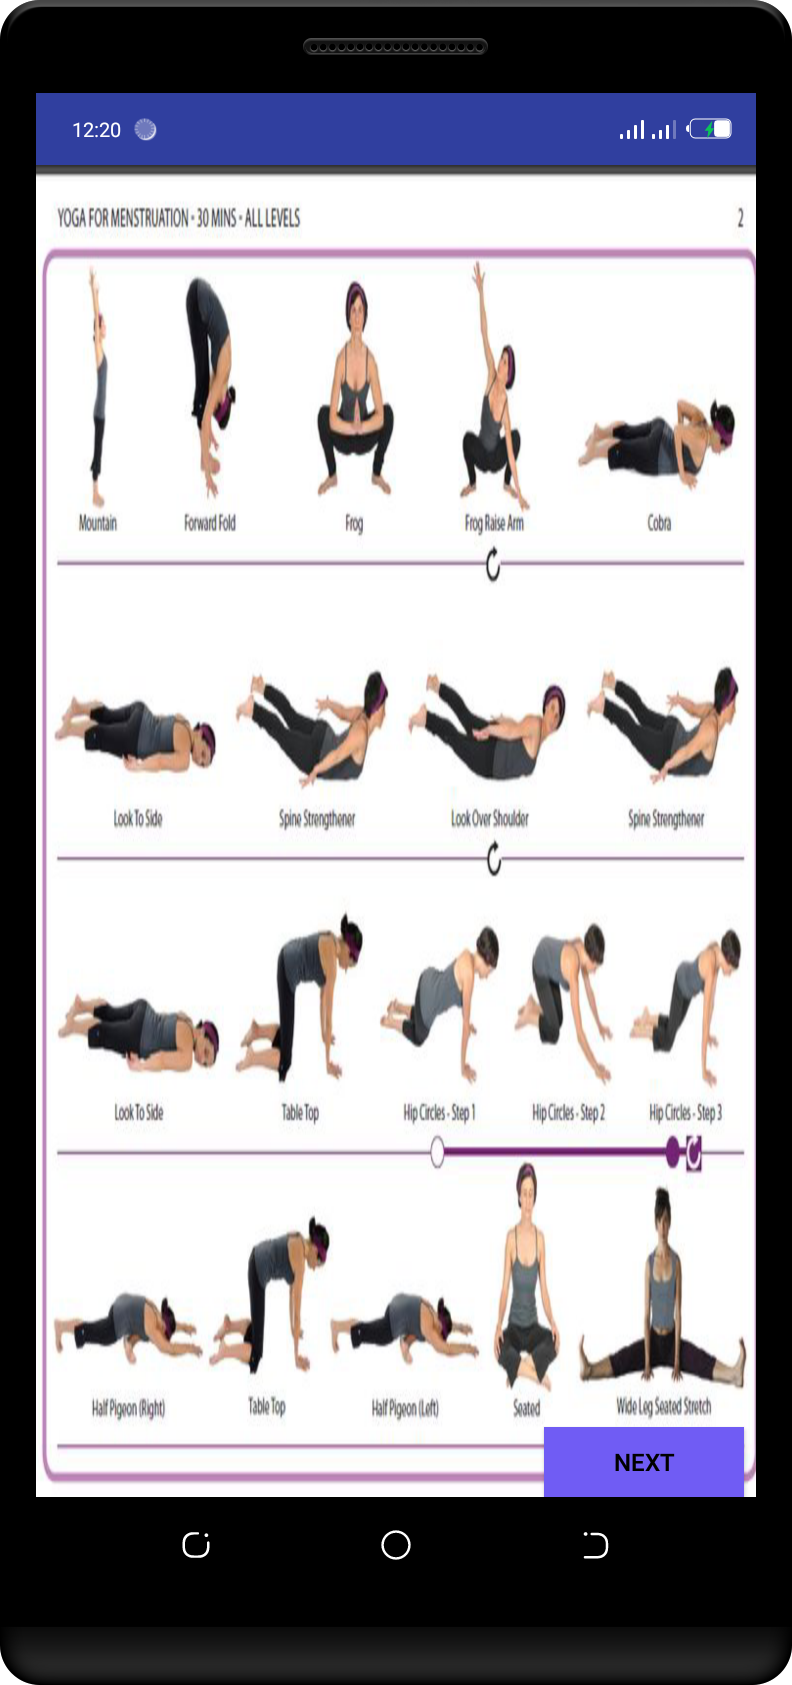 12:20
YOGA FOR MENSTRUATION • 30 MINS • ALL LEVELS 2
Mountain Forward Fold Frog Frog Raise Arm Cobra
Look To Side Spine Strengthener Look Over Shoulder Spine Strengthener
Look To Side Table Top Hip Circles - Step 1 Hip Circles - Step 2 Hip Circles - Step 3
Half Pigeon (Right) Table Top Half Pigeon (Left) Seated Wide Leg Seated Stretch
NEXT